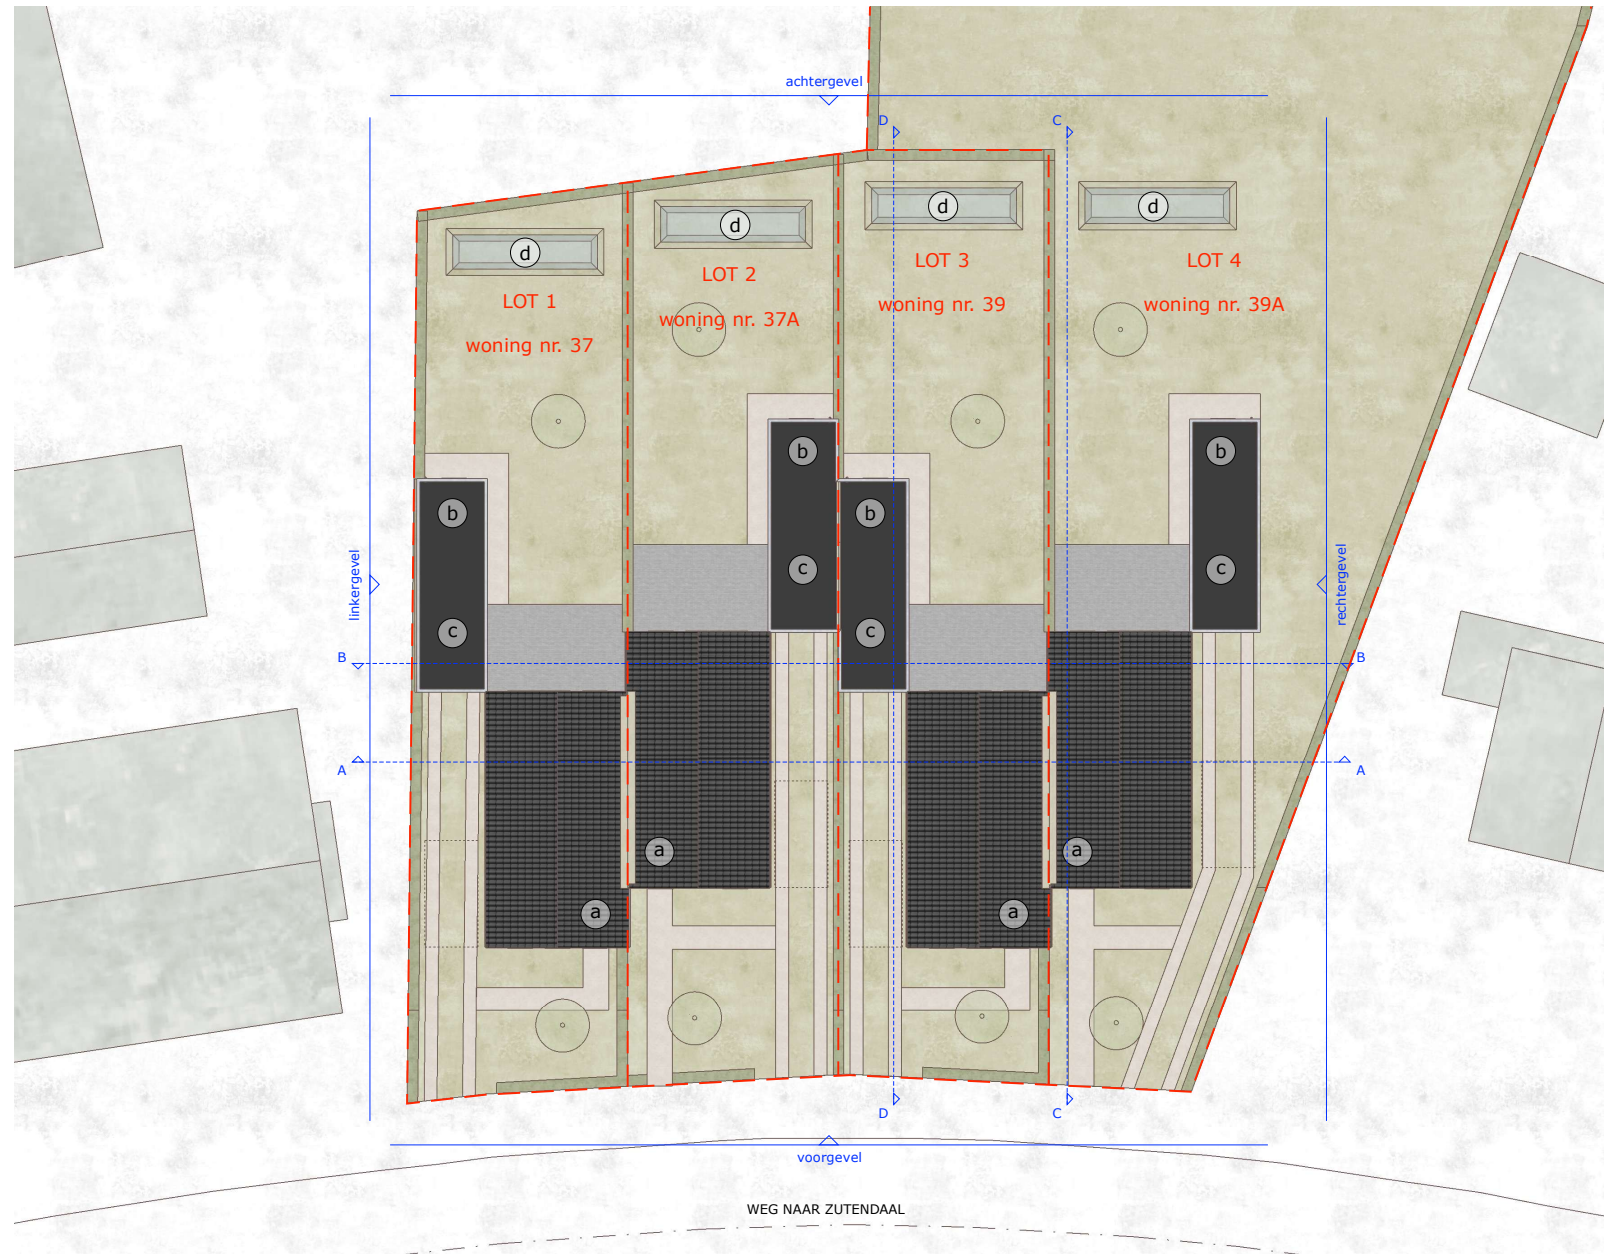 achtergevel
D
C
d
d
d
d
LOT 3
LOT 4
LOT 2
LOT 1
woning nr. 39
woning nr. 39A
woning nr. 37A
woning nr. 37
b
b
b
b
c
c
linkergevel
rechtergevel
c
c
B
B
A
A
a
a
a
a
D
C
voorgevel
WEG NAAR ZUTENDAAL